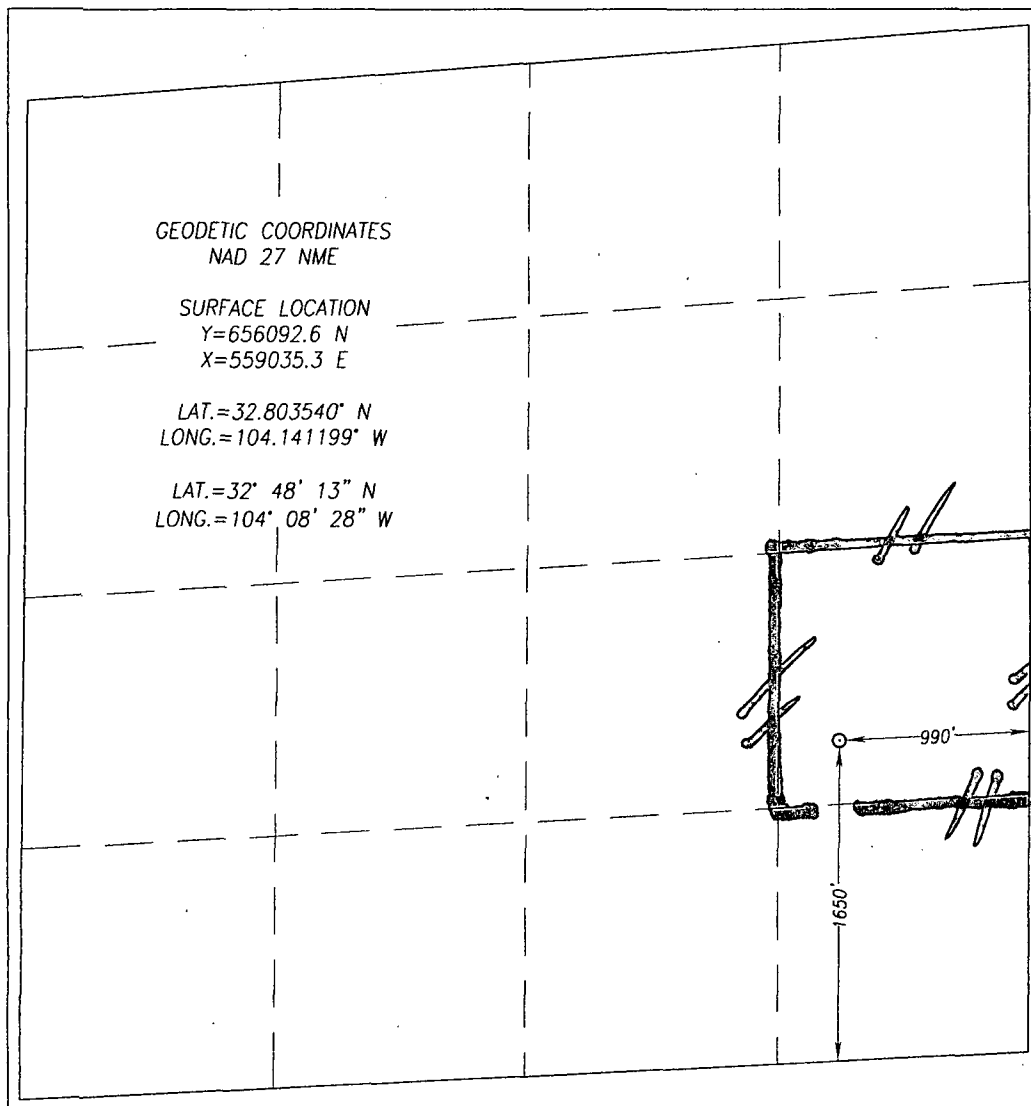 GEODETIC COORDINATES
NAD 27 NME
SURFACE LOCATION
Y=656092.6 N
X=559035.3 E
LAT.=32.803540° N
LONG.=104.141199° W
LAT.=32° 48' 13" N
LONG.=104° 08' 28" W
990'
1650'